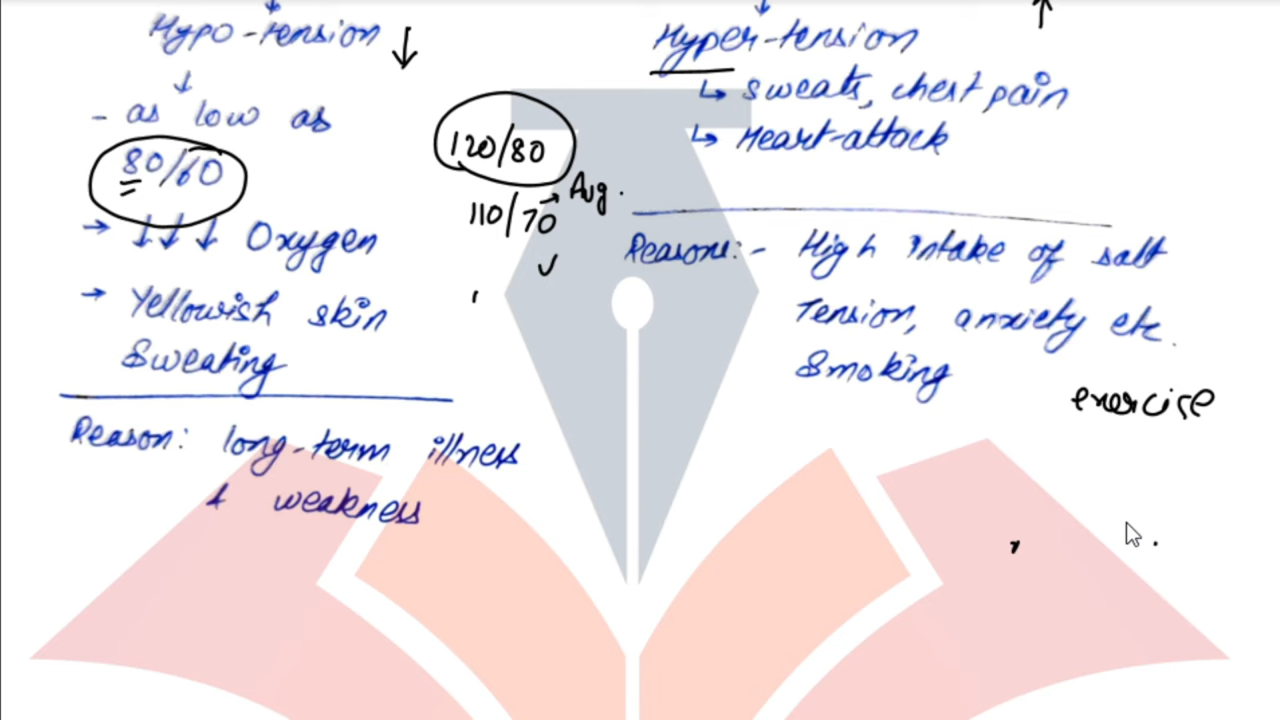 Hypo-tension ↓
↓
- as low as
80/60
→ ↓↓↓ Oxygen
→ Yellowish skin
Sweating
Reason: long-term illness
& weakness
120/80
110/70 → Avg.
✓
Hyper-tension ↑
↳ sweats, chest pain
↳ Heart-attack
Reasons:- High intake of salt
Tension, anxiety etc.
Smoking
exercise